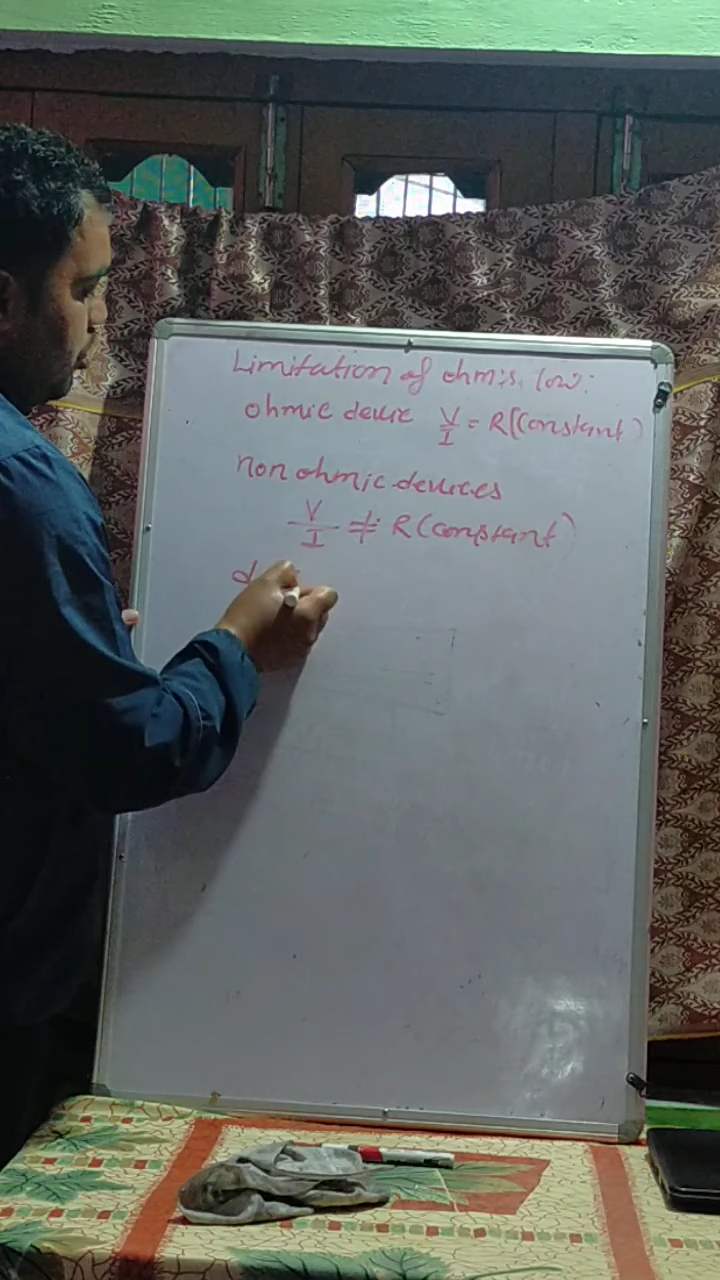 Limitation of ohm's law:
ohmic device V/I = R(Constant)
non ohmic devices
V/I ≠ R(constant)
d